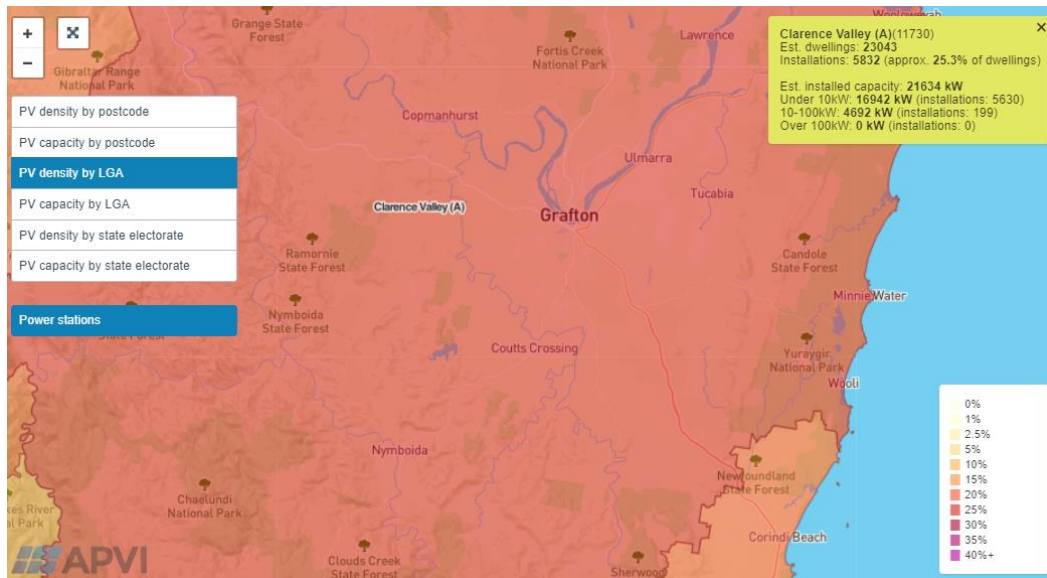 +
−
Grange State
Forest
Gibraltar Range
National Park
Fortis Creek
National Park
Lawrence
Woolowevah
×
Clarence Valley (A)(11730)
Est. dwellings: 23043
Installations: 5832 (approx. 25.3% of dwellings)
Est. installed capacity: 21634 kW
Under 10kW: 16942 kW (installations: 5630)
10-100kW: 4692 kW (installations: 199)
Over 100kW: 0 kW (installations: 0)
PV density by postcode
PV capacity by postcode
PV density by LGA
PV capacity by LGA
PV density by state electorate
PV capacity by state electorate
Power stations
State Forest
Copmanhurst
Ulmarra
Tucabia
Clarence Valley (A)
Grafton
Ramornie
State Forest
Candole
State Forest
Nymboida
State Forest
Minnie Water
Coutts Crossing
Yuraygir
National Park
Wooli
Nymboida
Newfoundland
State Forest
Chaelundi
National Park
kes River
al Park
Corindi Beach
Clouds Creek
State Forest
Sherwood
APVI
0%
1%
2.5%
5%
10%
15%
20%
25%
30%
35%
40%+